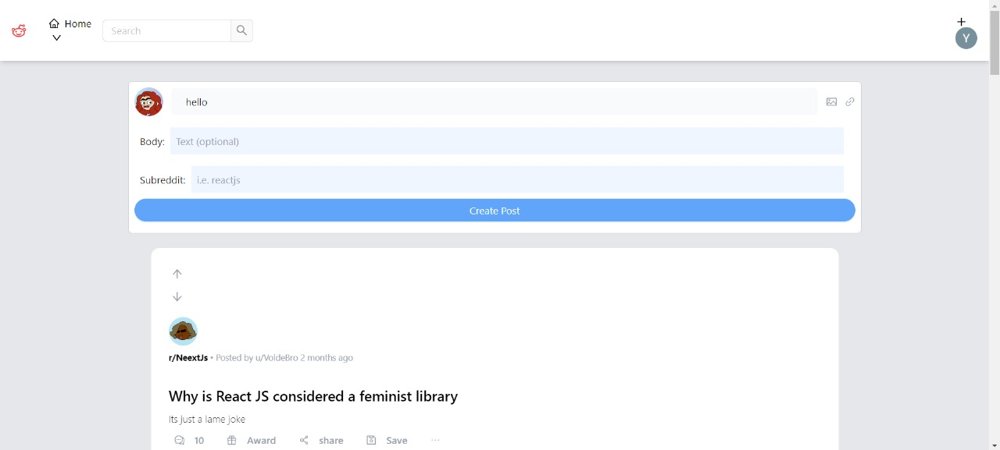 Home
Search
Y
hello
Body: Text (optional)
Subreddit: i.e. reactjs
Create Post
r/NeextJs • Posted by u/VoldeBro 2 months ago
Why is React JS considered a feminist library
Its just a lame joke
10 Award share Save ...